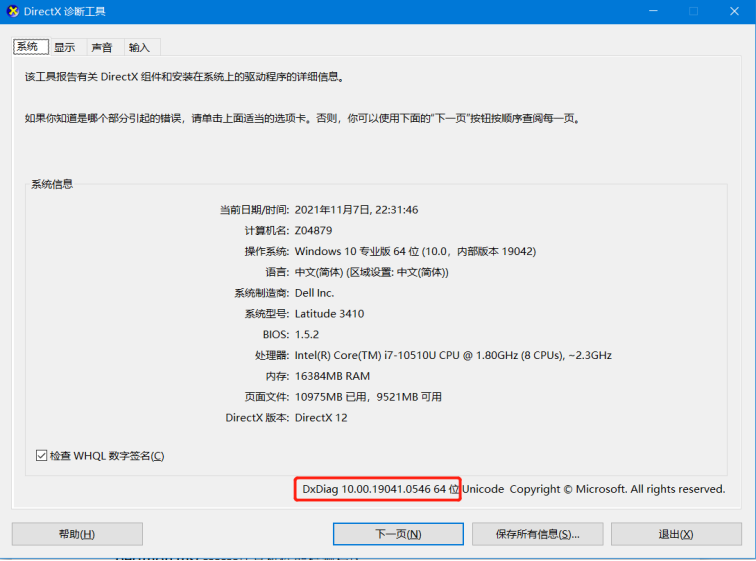 DirectX 诊断工具
系统 显示 声音 输入
该工具报告有关 DirectX 组件和安装在系统上的驱动程序的详细信息。
如果你知道是哪个部分引起的错误，请单击上面适当的选项卡。否则，你可以使用下面的"下一页"按钮按顺序查阅每一页。
系统信息
当前日期/时间: 2021年11月7日, 22:31:46
计算机名: Z04879
操作系统: Windows 10 专业版 64 位 (10.0，内部版本 19042)
语言: 中文(简体) (区域设置: 中文(简体))
系统制造商: Dell Inc.
系统型号: Latitude 3410
BIOS: 1.5.2
处理器: Intel(R) Core(TM) i7-10510U CPU @ 1.80GHz (8 CPUs), ~2.3GHz
内存: 16384MB RAM
页面文件: 10975MB 已用，9521MB 可用
DirectX 版本: DirectX 12
检查 WHQL 数字签名(C)
DxDiag 10.00.19041.0546 64 位 Unicode Copyright © Microsoft. All rights reserved.
帮助(H) 下一页(N) 保存所有信息(S)... 退出(X)